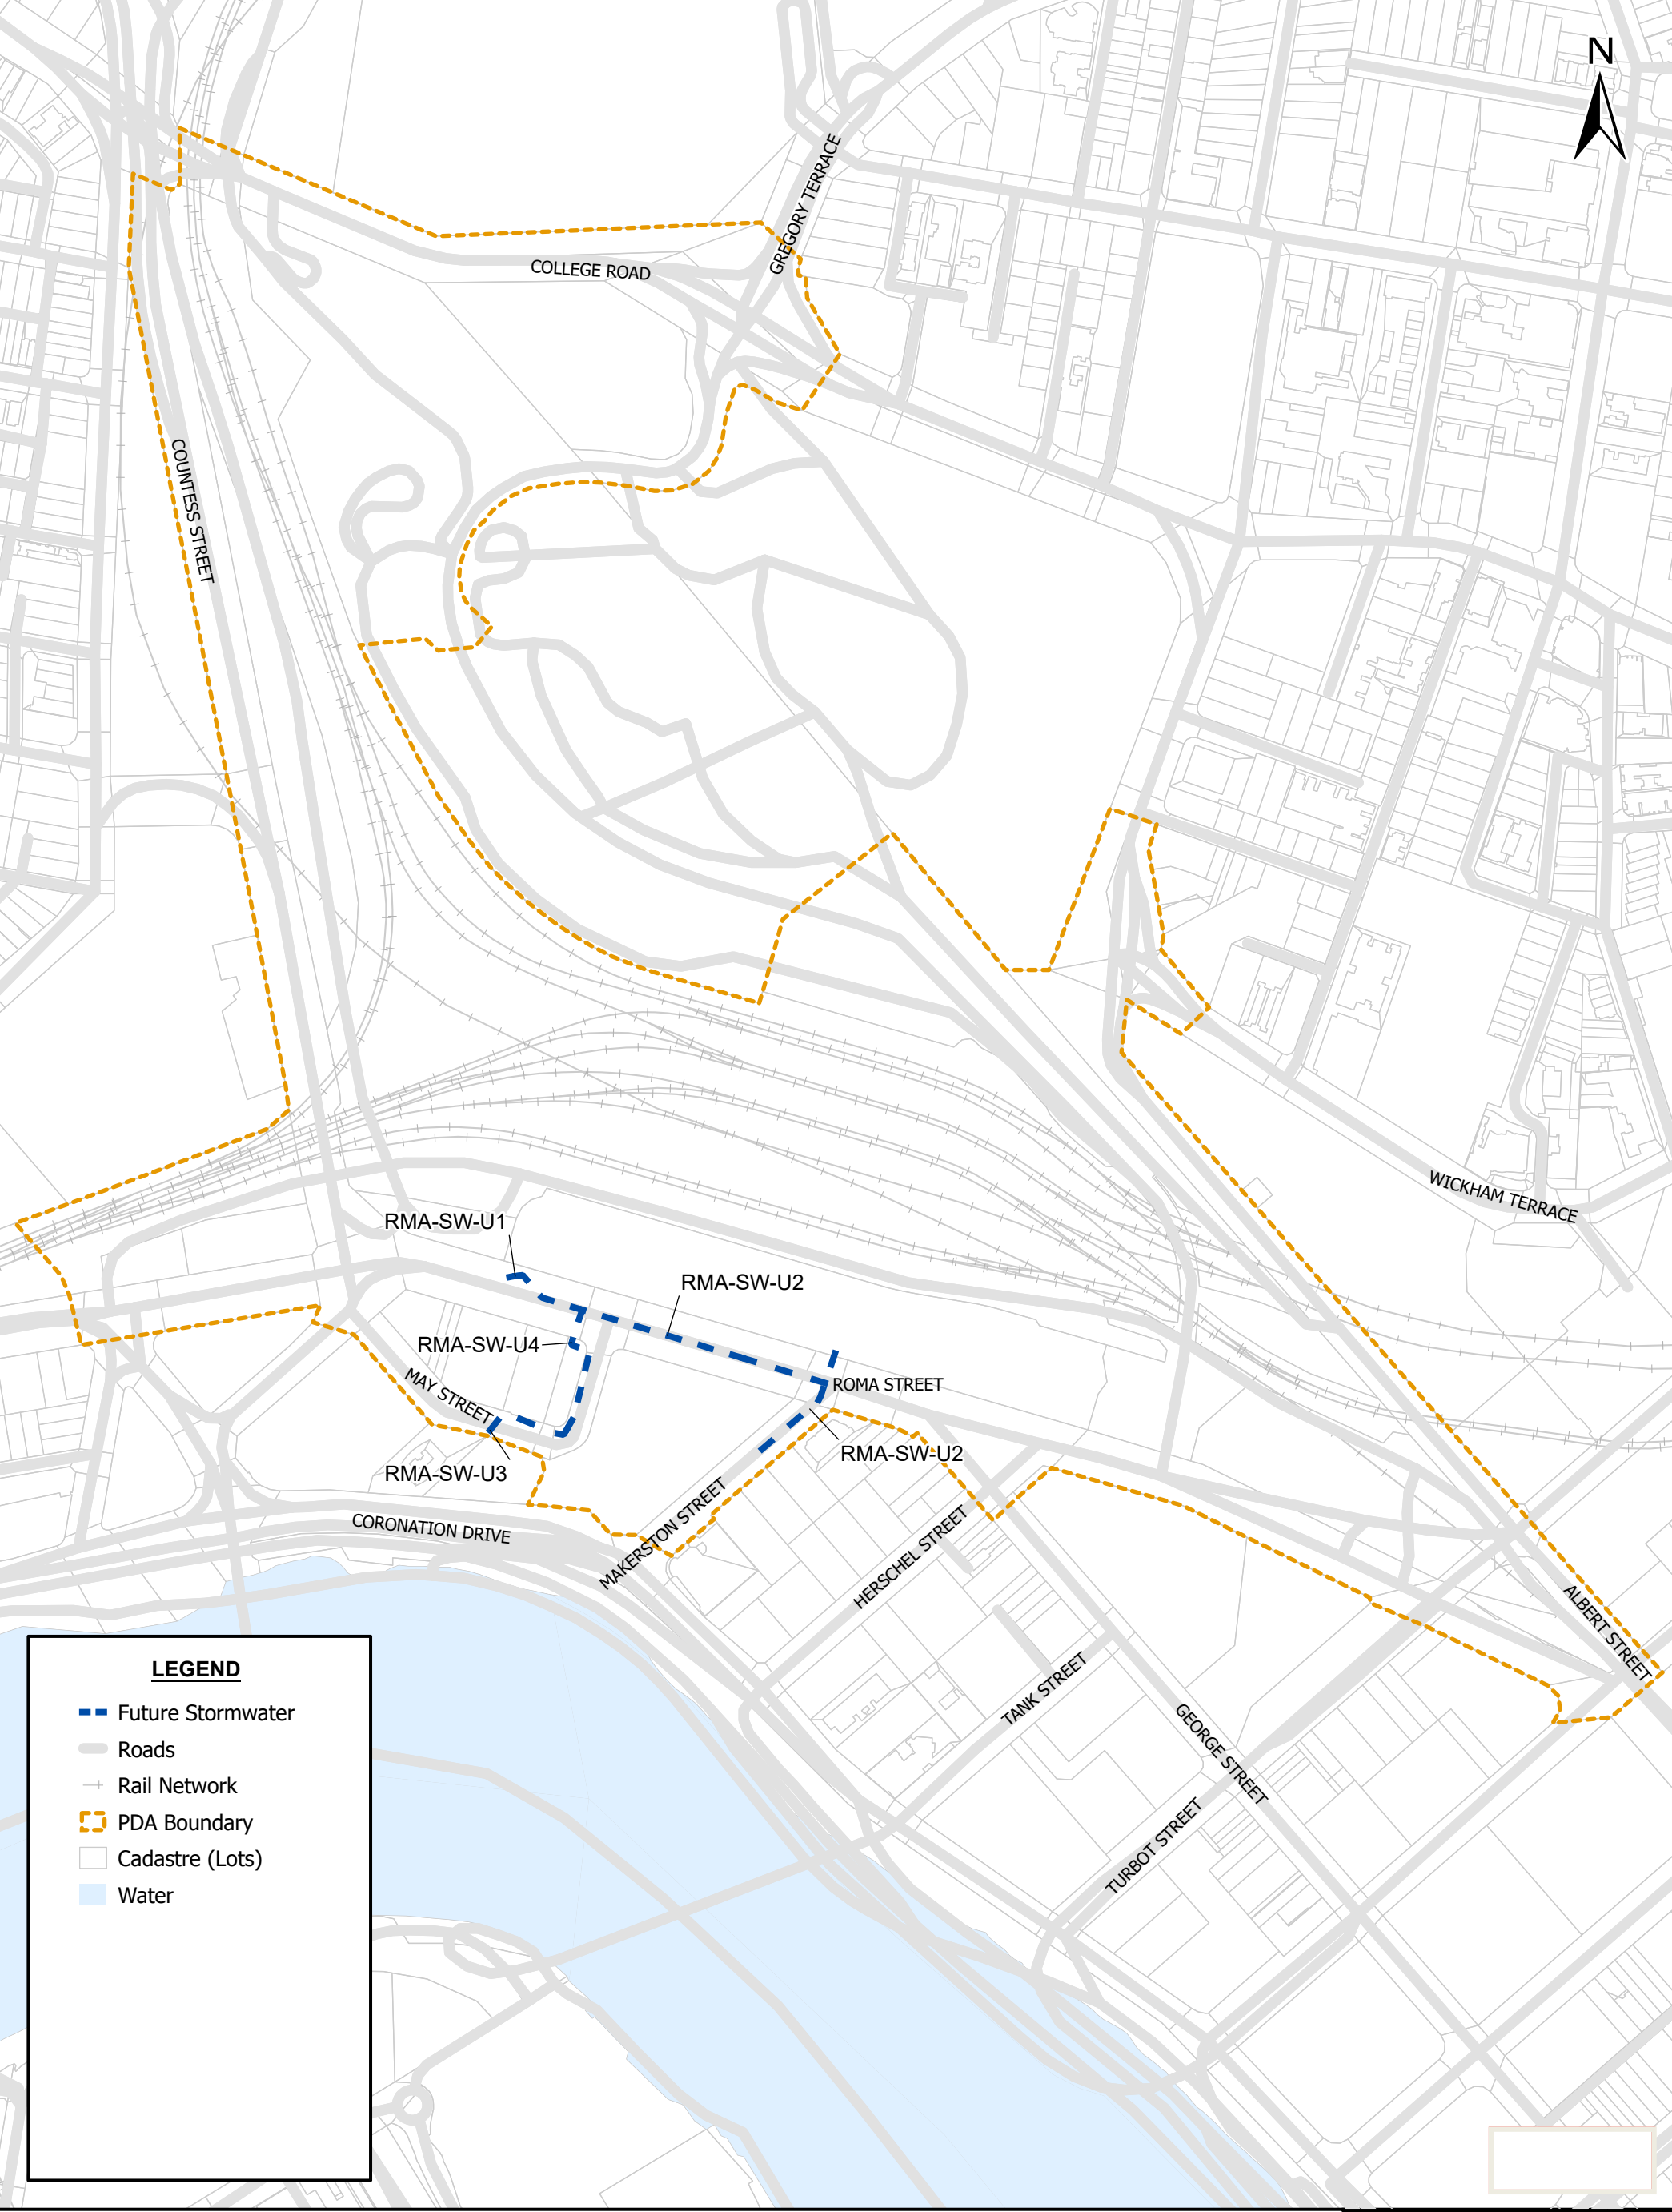 N
GREGORY TERRACE
COLLEGE ROAD
COUNTESS STREET
WICKHAM TERRACE
RMA-SW-U1
RMA-SW-U2
RMA-SW-U4
ROMA STREET
MAY STREET
RMA-SW-U2
RMA-SW-U3
CORONATION DRIVE
MAKERSTON STREET
HERSCHEL STREET
ALBERT STREET
TANK STREET
GEORGE STREET
TURBOT STREET
LEGEND
Future Stormwater
Roads
Rail Network
PDA Boundary
Cadastre (Lots)
Water